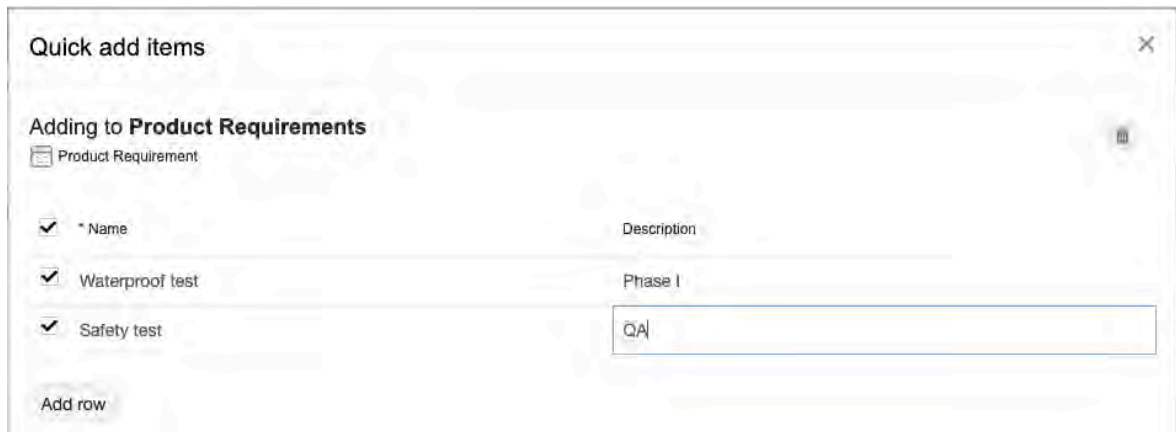 Quick add items
Adding to Product Requirements
Product Requirement
* Name Description
Waterproof test Phase I
Safety test QA
Add row